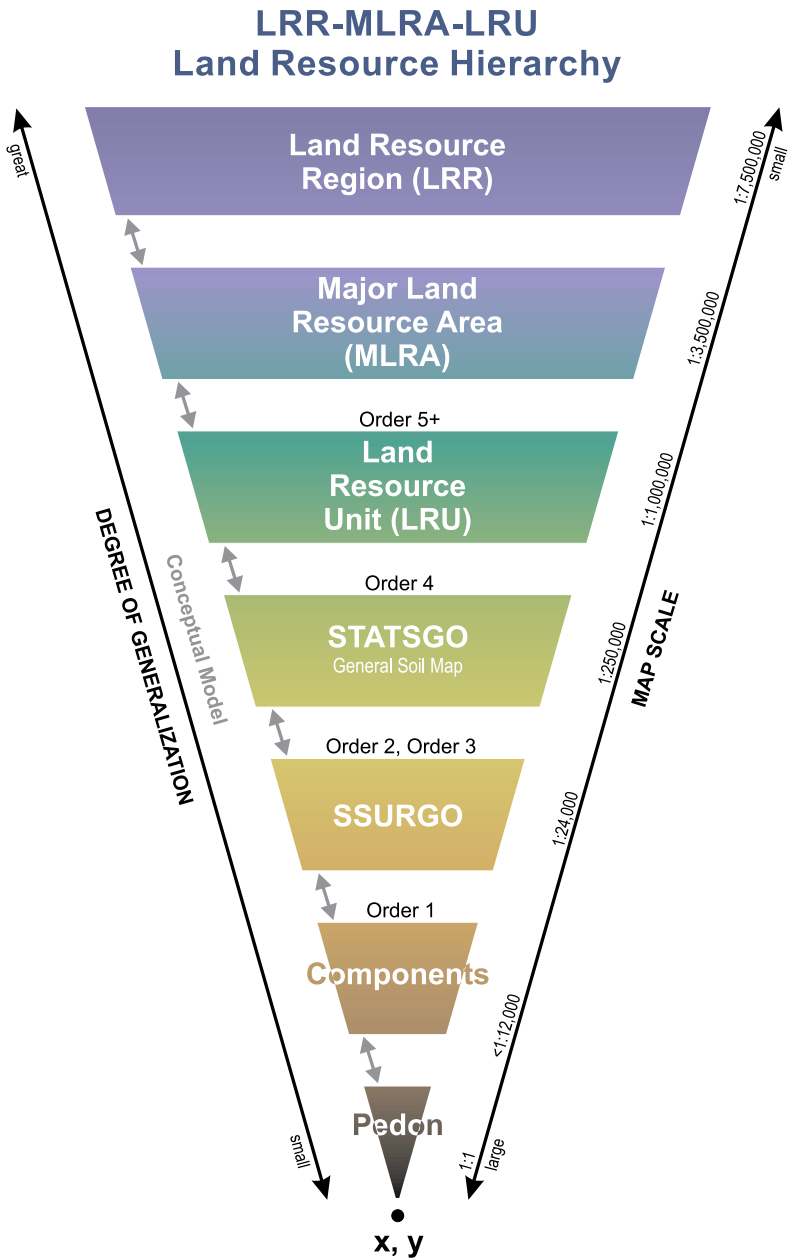 LRR-MLRA-LRU
Land Resource Hierarchy
great
small
1:7,500,000
Land Resource
Region (LRR)
Major Land
Resource Area
(MLRA)
1:3,500,000
Order 5+
Land
Resource
Unit (LRU)
1:1,000,000
DEGREE OF GENERALIZATION
Conceptual Model
Order 4
STATSGO
General Soil Map
1:250,000
MAP SCALE
Order 2, Order 3
SSURGO
1:24,000
Order 1
Components
<1:12,000
Pedon
small
1:1
large
x, y